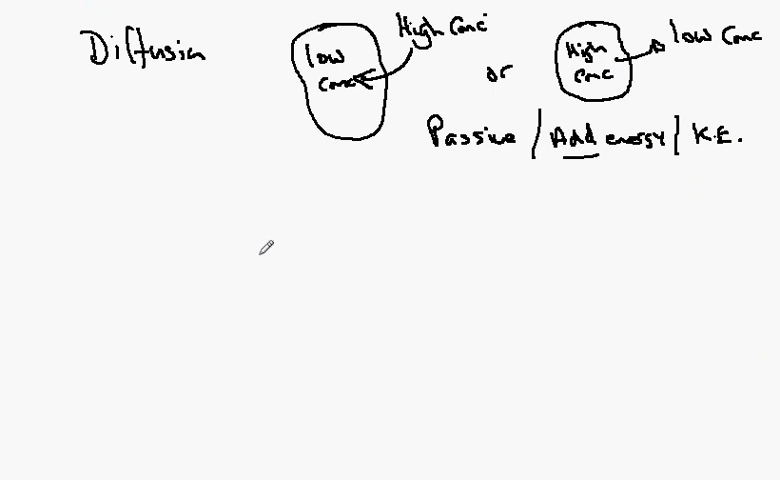 Diffusion
low conc
High Conc
or
High conc
low Conc
Passive / Add energy / K.E.